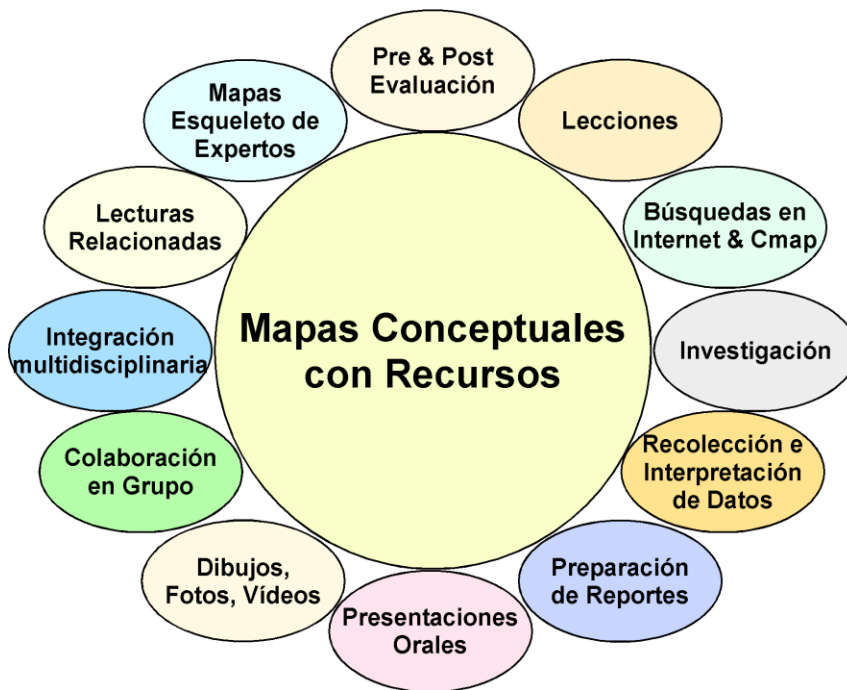 Pre & Post
Evaluación
Mapas
Esqueleto de
Expertos
Lecciones
Lecturas
Relacionadas
Búsquedas en
Internet & Cmap
Mapas Conceptuales
con Recursos
Integración
multidisciplinaria
Investigación
Colaboración
en Grupo
Recolección e
Interpretación
de Datos
Dibujos,
Fotos, Vídeos
Preparación
de Reportes
Presentaciones
Orales